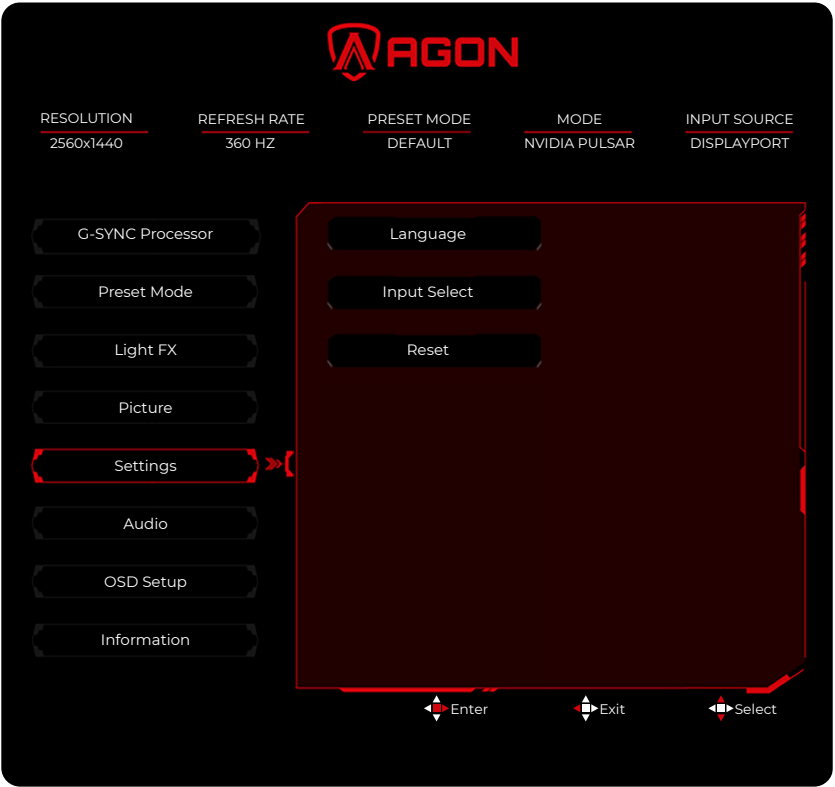 AGON
RESOLUTION REFRESH RATE PRESET MODE MODE INPUT SOURCE
2560x1440 360 HZ DEFAULT NVIDIA PULSAR DISPLAYPORT
G-SYNC Processor Language
Preset Mode Input Select
Light FX Reset
Picture
Settings
Audio
OSD Setup
Information
Enter Exit Select